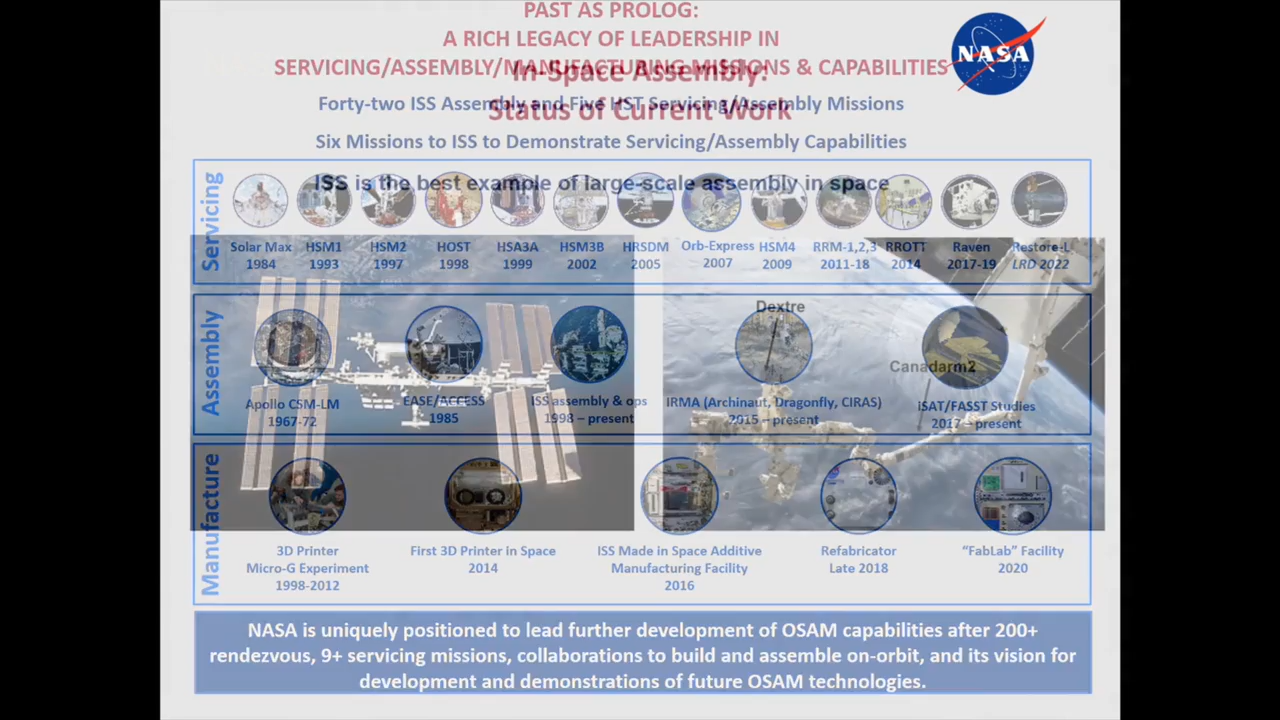 PAST AS PROLOG:
A RICH LEGACY OF LEADERSHIP IN
SERVICING/ASSEMBLY/MANUFACTURING MISSIONS & CAPABILITIES
NASA
In-Space Assembly:
Status of Current Work
Forty-two ISS Assembly and Five HST Servicing/Assembly Missions
Six Missions to ISS to Demonstrate Servicing/Assembly Capabilities
ISS is the best example of large-scale assembly in space
Servicing
Solar Max
1984
HSM1
1993
HSM2
1997
HOST
1998
HSA3A
1999
HSM3B
2002
HRSDM
2005
Orb-Express
2007
HSM4
2009
RRM-1,2,3
2011-18
RROTT
2014
Raven
2017-19
Restore-L
LRD 2022
Assembly
Dextre
Canadarm2
Apollo CSM-LM
1967-72
EASE/ACCESS
1985
ISS assembly & ops
1998 – present
IRMA (Archinaut, Dragonfly, CIRAS)
2015 – present
iSAT/FASST Studies
2017 – present
Manufacture
3D Printer
Micro-G Experiment
1998-2012
First 3D Printer in Space
2014
ISS Made in Space Additive
Manufacturing Facility
2016
Refabricator
Late 2018
“FabLab” Facility
2020
NASA is uniquely positioned to lead further development of OSAM capabilities after 200+
rendezvous, 9+ servicing missions, collaborations to build and assemble on-orbit, and its vision for
development and demonstrations of future OSAM technologies.